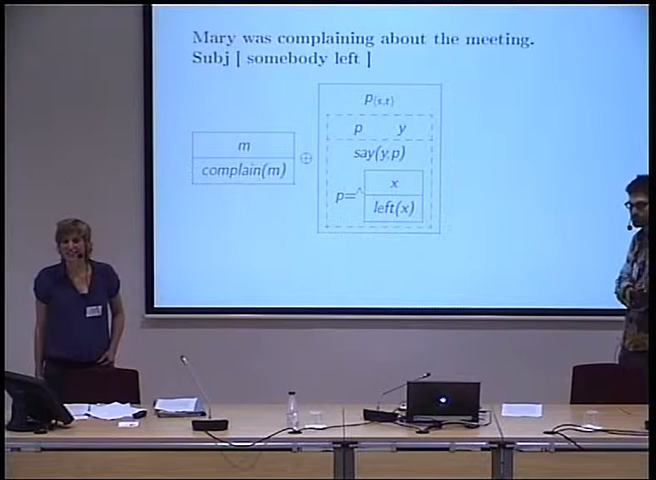 Mary was complaining about the meeting.
Subj [ somebody left ]
p⟨s,t⟩
m
p y
complain(m)
⊕
say(y,p)
p=^
x
left(x)